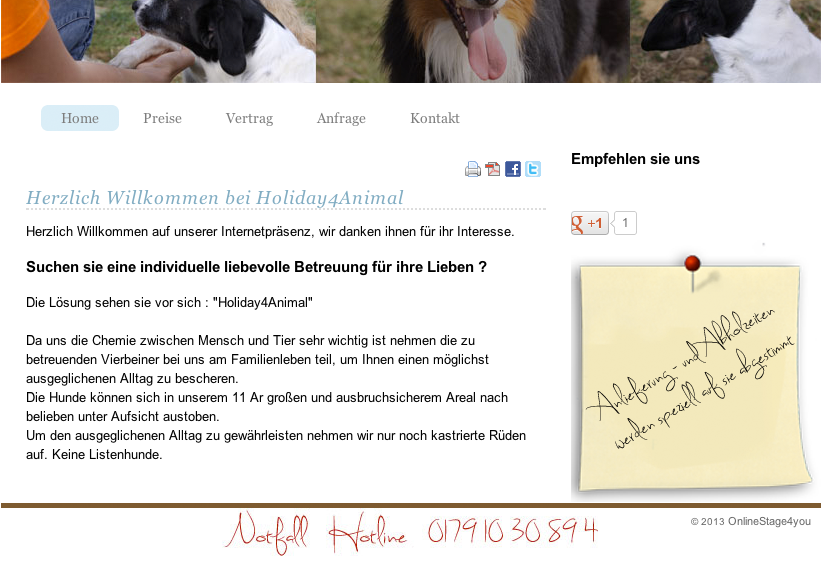 Home Preise Vertrag Anfrage Kontakt
Empfehlen sie uns
Herzlich Willkommen bei Holiday4Animal
g +1 1
Herzlich Willkommen auf unserer Internetpräsenz, wir danken ihnen für ihr Interesse.
Suchen sie eine individuelle liebevolle Betreuung für ihre Lieben ?
Die Lösung sehen sie vor sich : "Holiday4Animal"
Da uns die Chemie zwischen Mensch und Tier sehr wichtig ist nehmen die zu
betreuenden Vierbeiner bei uns am Familienleben teil, um Ihnen einen möglichst
ausgeglichenen Alltag zu bescheren.
Die Hunde können sich in unserem 11 Ar großen und ausbruchsicherem Areal nach
belieben unter Aufsicht austoben.
Um den ausgeglichenen Alltag zu gewährleisten nehmen wir nur noch kastrierte Rüden
auf. Keine Listenhunde.
Anlieferung - und Abholzeiten
werden speziell auf sie abgestimmt
Notfall Hotline 01791030894
© 2013 OnlineStage4you